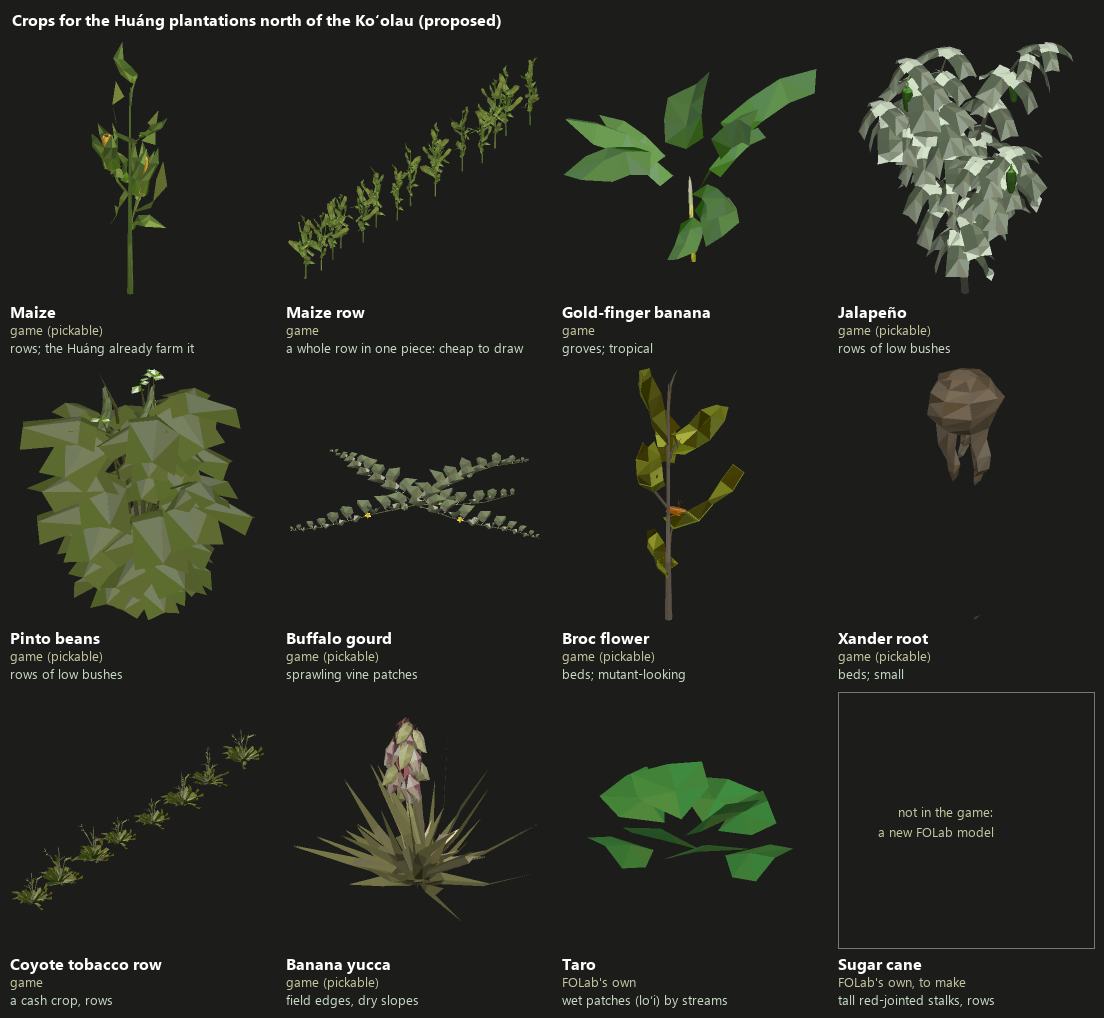 Crops for the Huáng plantations north of the Koʻolau (proposed)
Maize
game (pickable)
rows; the Huáng already farm it
Maize row
game
a whole row in one piece: cheap to draw
Gold-finger banana
game
groves; tropical
Jalapeño
game (pickable)
rows of low bushes
Pinto beans
game (pickable)
rows of low bushes
Buffalo gourd
game (pickable)
sprawling vine patches
Broc flower
game (pickable)
beds; mutant-looking
Xander root
game (pickable)
beds; small
Coyote tobacco row
game
a cash crop, rows
Banana yucca
game (pickable)
field edges, dry slopes
Taro
FOLab's own
wet patches (loʻi) by streams
not in the game:
a new FOLab model
Sugar cane
FOLab's own, to make
tall red-jointed stalks, rows